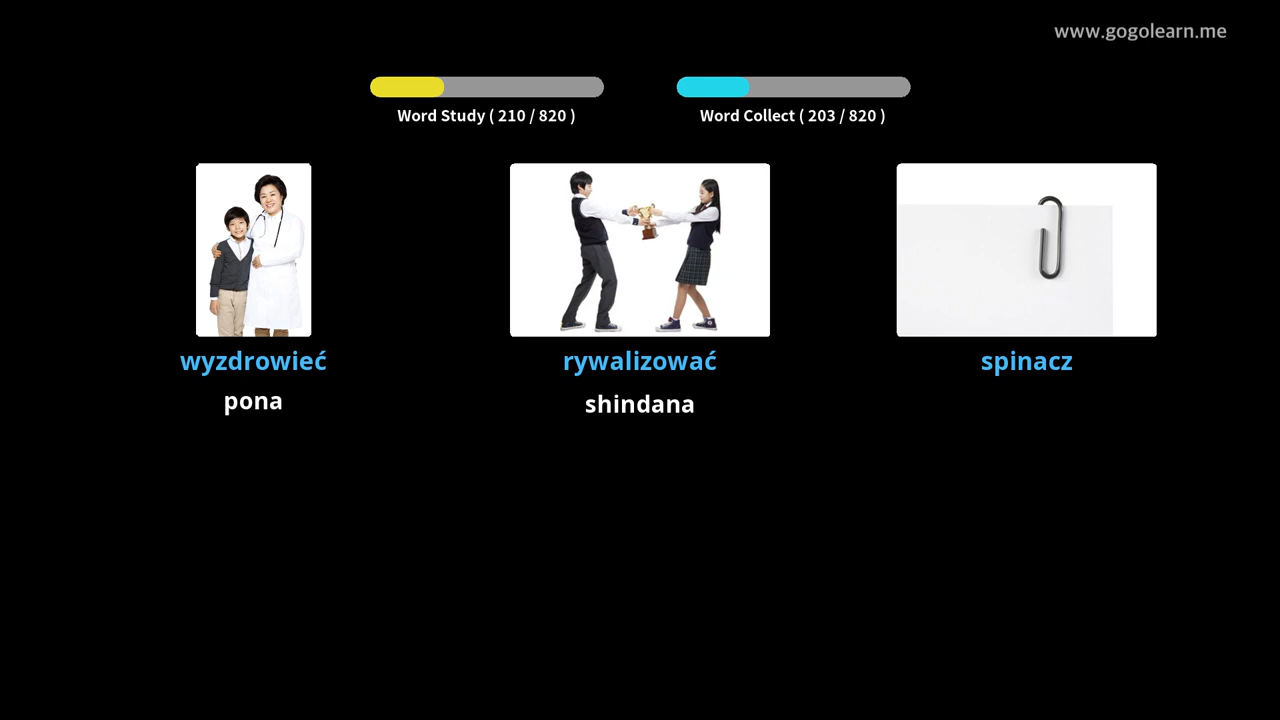 www.gogolearn.me
Word Study ( 210 / 820 )
Word Collect ( 203 / 820 )
wyzdrowieć
pona
rywalizować
shindana
spinacz